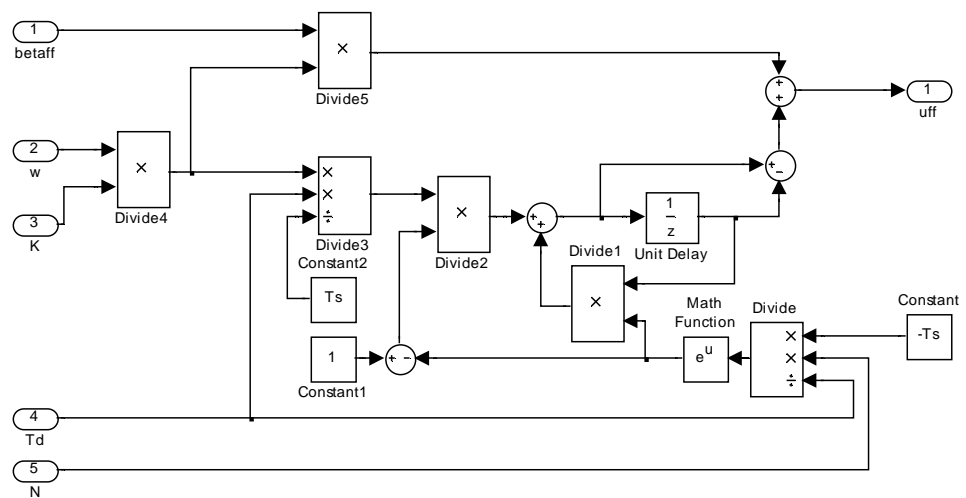 1
betaff
×
Divide5
+
+
1
uff
2
w
×
Divide4
3
K
×
×
÷
Divide3
×
Divide2
+
+
1
z
Unit Delay
+
-
Constant2
Ts
Divide1
×
Math
Function
e^u
Divide
×
×
÷
Constant
-Ts
1
Constant1
+ -
4
Td
5
N